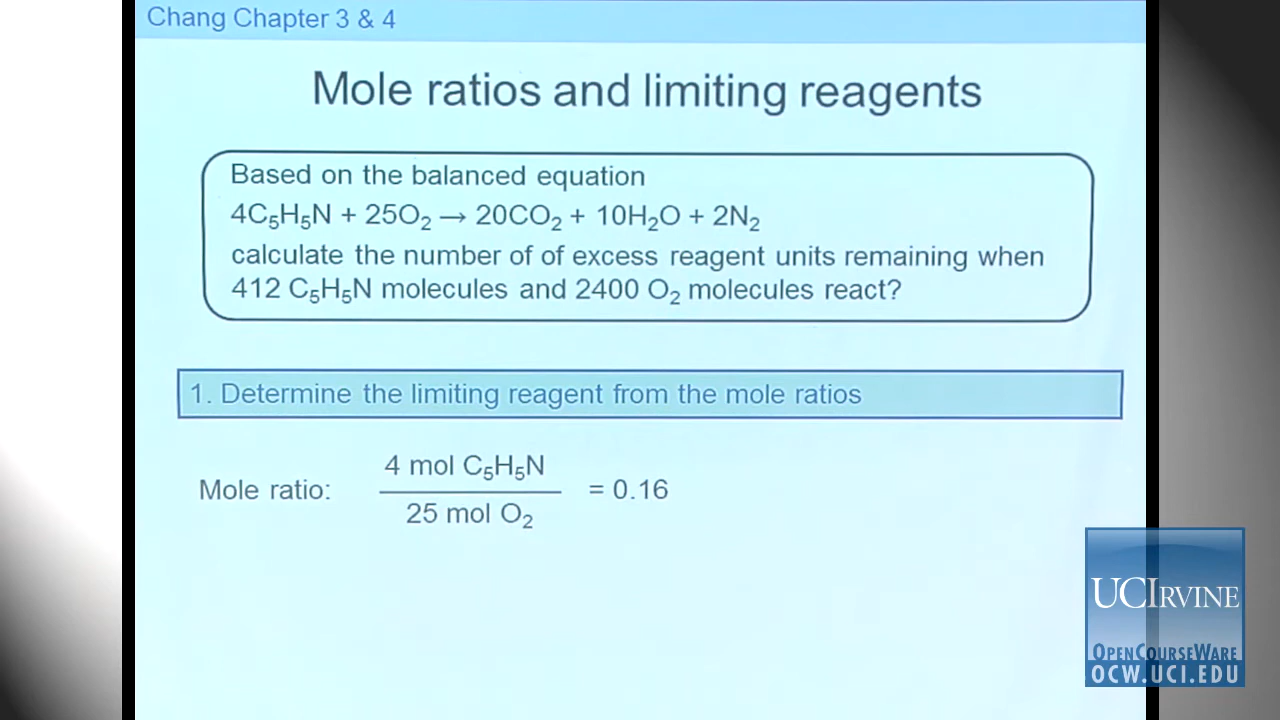 Chang Chapter 3 & 4
Mole ratios and limiting reagents
Based on the balanced equation
4C₅H₅N + 25O₂ → 20CO₂ + 10H₂O + 2N₂
calculate the number of of excess reagent units remaining when
412 C₅H₅N molecules and 2400 O₂ molecules react?
1. Determine the limiting reagent from the mole ratios
Mole ratio:
4 mol C₅H₅N
25 mol O₂
= 0.16
UCIRVINE
OPENCOURSEWARE
OCW.UCI.EDU